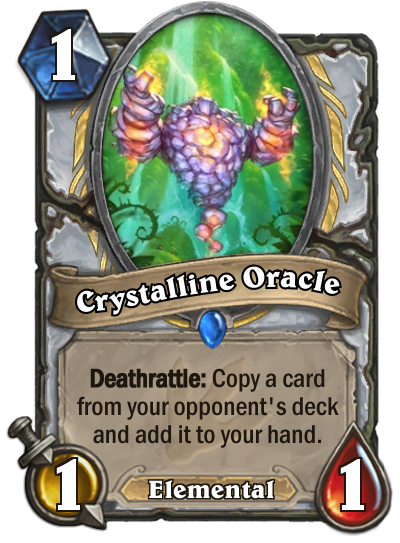 1
Crystalline Oracle
Deathrattle: Copy a card
from your opponent's deck
and add it to your hand.
1
Elemental
1